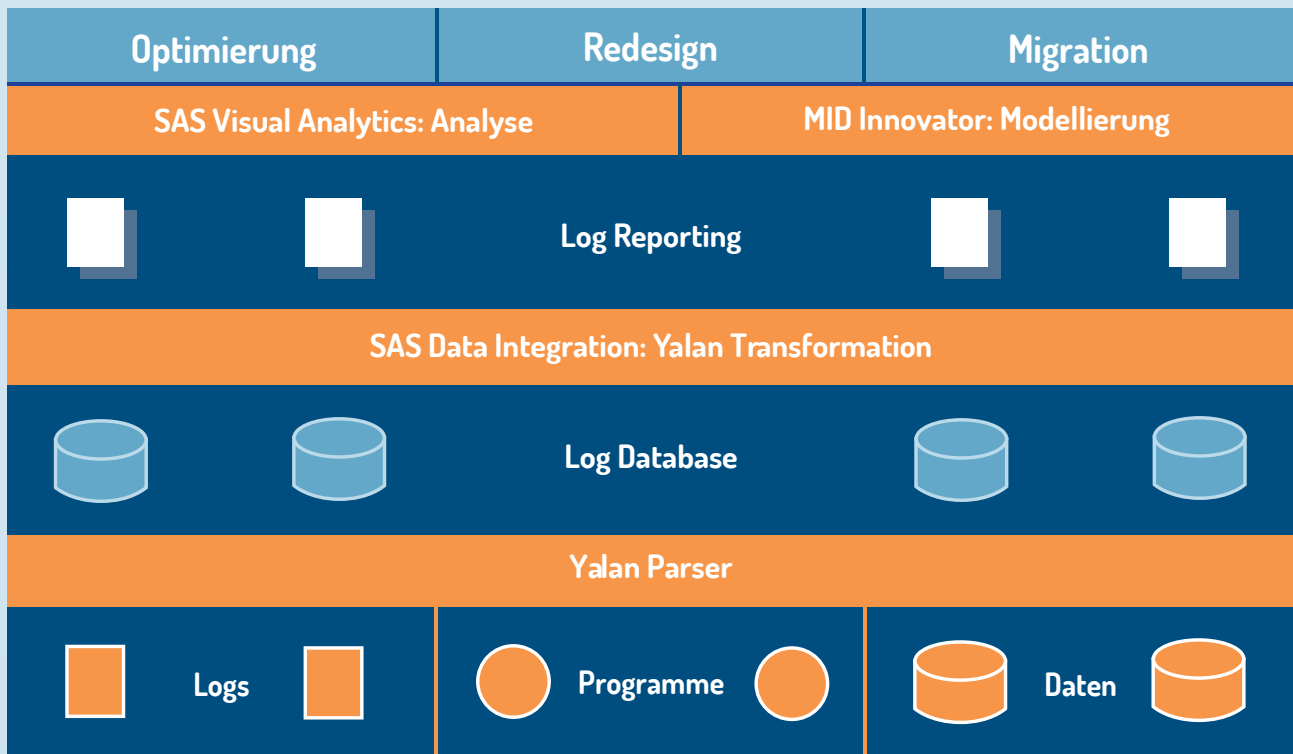 Optimierung
Redesign
Migration
SAS Visual Analytics: Analyse
MID Innovator: Modellierung
Log Reporting
SAS Data Integration: Yalan Transformation
Log Database
Yalan Parser
Logs
Programme
Daten